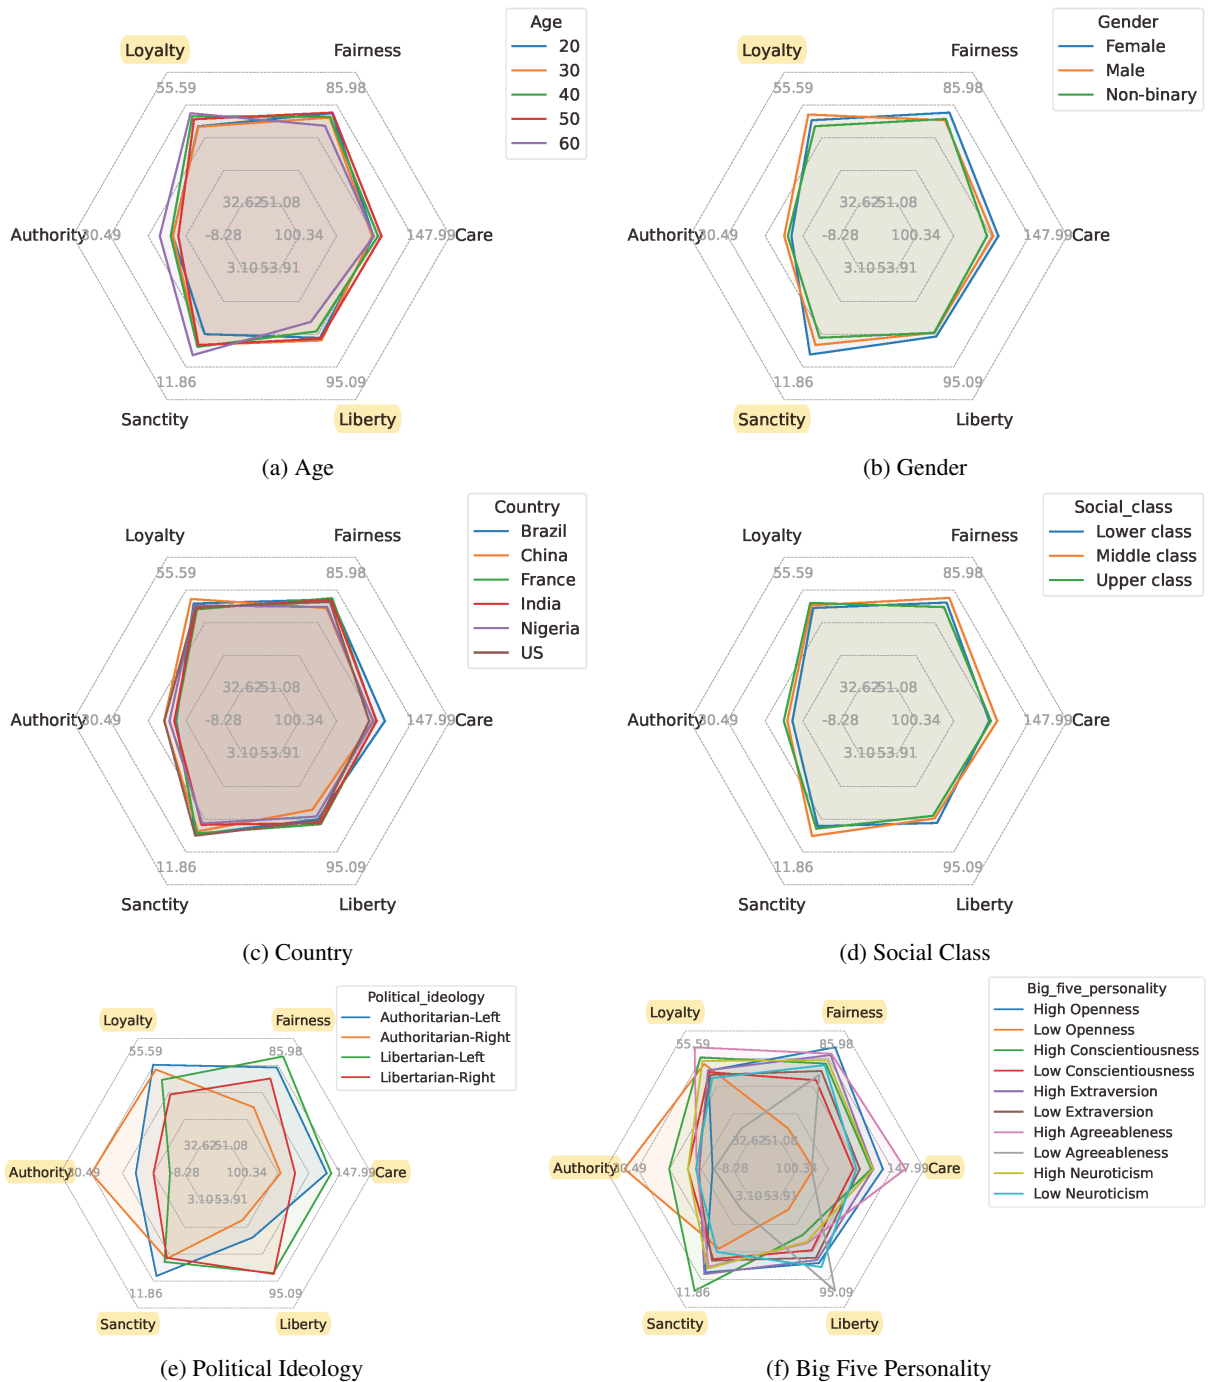 Age
20
30
40
50
60
Loyalty
Fairness
55.59
85.98
32.62
51.08
Authority
30.49
-8.28
100.34
147.99
Care
3.10
53.91
11.86
95.09
Sanctity
Liberty
(a) Age
Gender
Female
Male
Non-binary
Loyalty
Fairness
55.59
85.98
32.62
51.08
Authority
30.49
-8.28
100.34
147.99
Care
3.10
53.91
11.86
95.09
Sanctity
Liberty
(b) Gender
Country
Brazil
China
France
India
Nigeria
US
Loyalty
Fairness
55.59
85.98
32.62
51.08
Authority
30.49
-8.28
100.34
147.99
Care
3.10
53.91
11.86
95.09
Sanctity
Liberty
(c) Country
Social_class
Lower class
Middle class
Upper class
Loyalty
Fairness
55.59
85.98
32.62
51.08
Authority
30.49
-8.28
100.34
147.99
Care
3.10
53.91
11.86
95.09
Sanctity
Liberty
(d) Social Class
Political_ideology
Authoritarian-Left
Authoritarian-Right
Libertarian-Left
Libertarian-Right
Loyalty
Fairness
55.59
85.98
32.62
51.08
Authority
30.49
-8.28
100.34
147.99
Care
3.10
53.91
11.86
95.09
Sanctity
Liberty
(e) Political Ideology
Big_five_personality
High Openness
Low Openness
High Conscientiousness
Low Conscientiousness
High Extraversion
Low Extraversion
High Agreeableness
Low Agreeableness
High Neuroticism
Low Neuroticism
Loyalty
Fairness
55.59
85.98
32.62
51.08
Authority
30.49
-8.28
100.34
147.99
Care
3.10
53.91
11.86
95.09
Sanctity
Liberty
(f) Big Five Personality